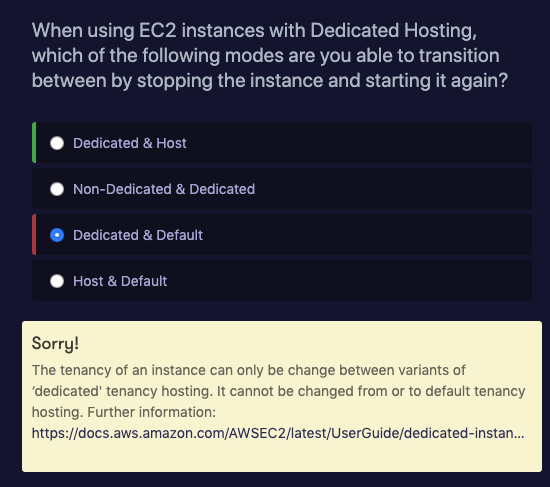 When using EC2 instances with Dedicated Hosting,
which of the following modes are you able to transition
between by stopping the instance and starting it again?
Dedicated & Host
Non-Dedicated & Dedicated
Dedicated & Default
Host & Default
Sorry!
The tenancy of an instance can only be change between variants of
‘dedicated’ tenancy hosting. It cannot be changed from or to default tenancy
hosting. Further information:
https://docs.aws.amazon.com/AWSEC2/latest/UserGuide/dedicated-instan...